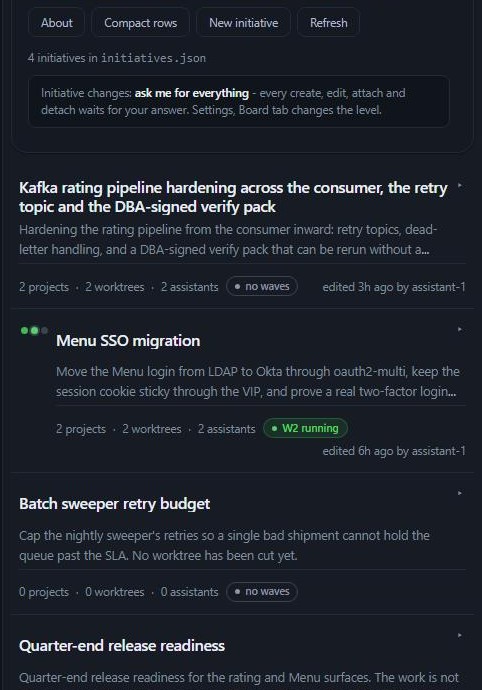 About
Compact rows
New initiative
Refresh
4 initiatives in initiatives.json
Initiative changes: ask me for everything - every create, edit, attach and
detach waits for your answer. Settings, Board tab changes the level.
Kafka rating pipeline hardening across the consumer, the retry
topic and the DBA-signed verify pack
Hardening the rating pipeline from the consumer inward: retry topics, dead-
letter handling, and a DBA-signed verify pack that can be rerun without a...
2 projects · 2 worktrees · 2 assistants
no waves
edited 3h ago by assistant-1
Menu SSO migration
Move the Menu login from LDAP to Okta through oauth2-multi, keep the
session cookie sticky through the VIP, and prove a real two-factor login...
2 projects · 2 worktrees · 2 assistants
W2 running
edited 6h ago by assistant-1
Batch sweeper retry budget
Cap the nightly sweeper's retries so a single bad shipment cannot hold the
queue past the SLA. No worktree has been cut yet.
0 projects · 0 worktrees · 0 assistants
no waves
Quarter-end release readiness
Quarter-end release readiness for the rating and Menu surfaces. The work is not